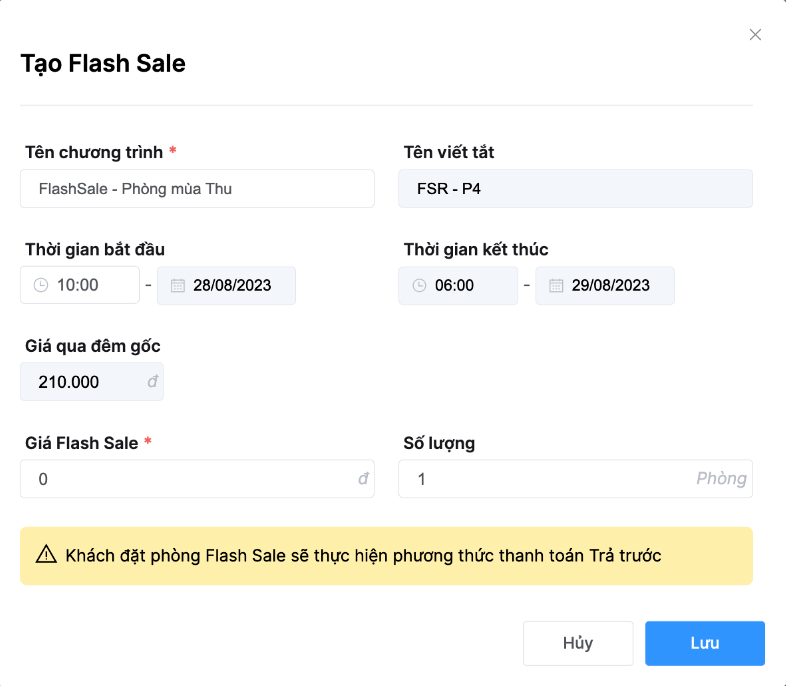 Tạo Flash Sale
Tên chương trình *
Tên viết tắt
FlashSale - Phòng mùa Thu
FSR - P4
Thời gian bắt đầu
Thời gian kết thúc
10:00 - 28/08/2023
06:00 - 29/08/2023
Giá qua đêm gốc
210.000 đ
Giá Flash Sale *
Số lượng
0 đ
1 Phòng
Khách đặt phòng Flash Sale sẽ thực hiện phương thức thanh toán Trả trước
Hủy
Lưu